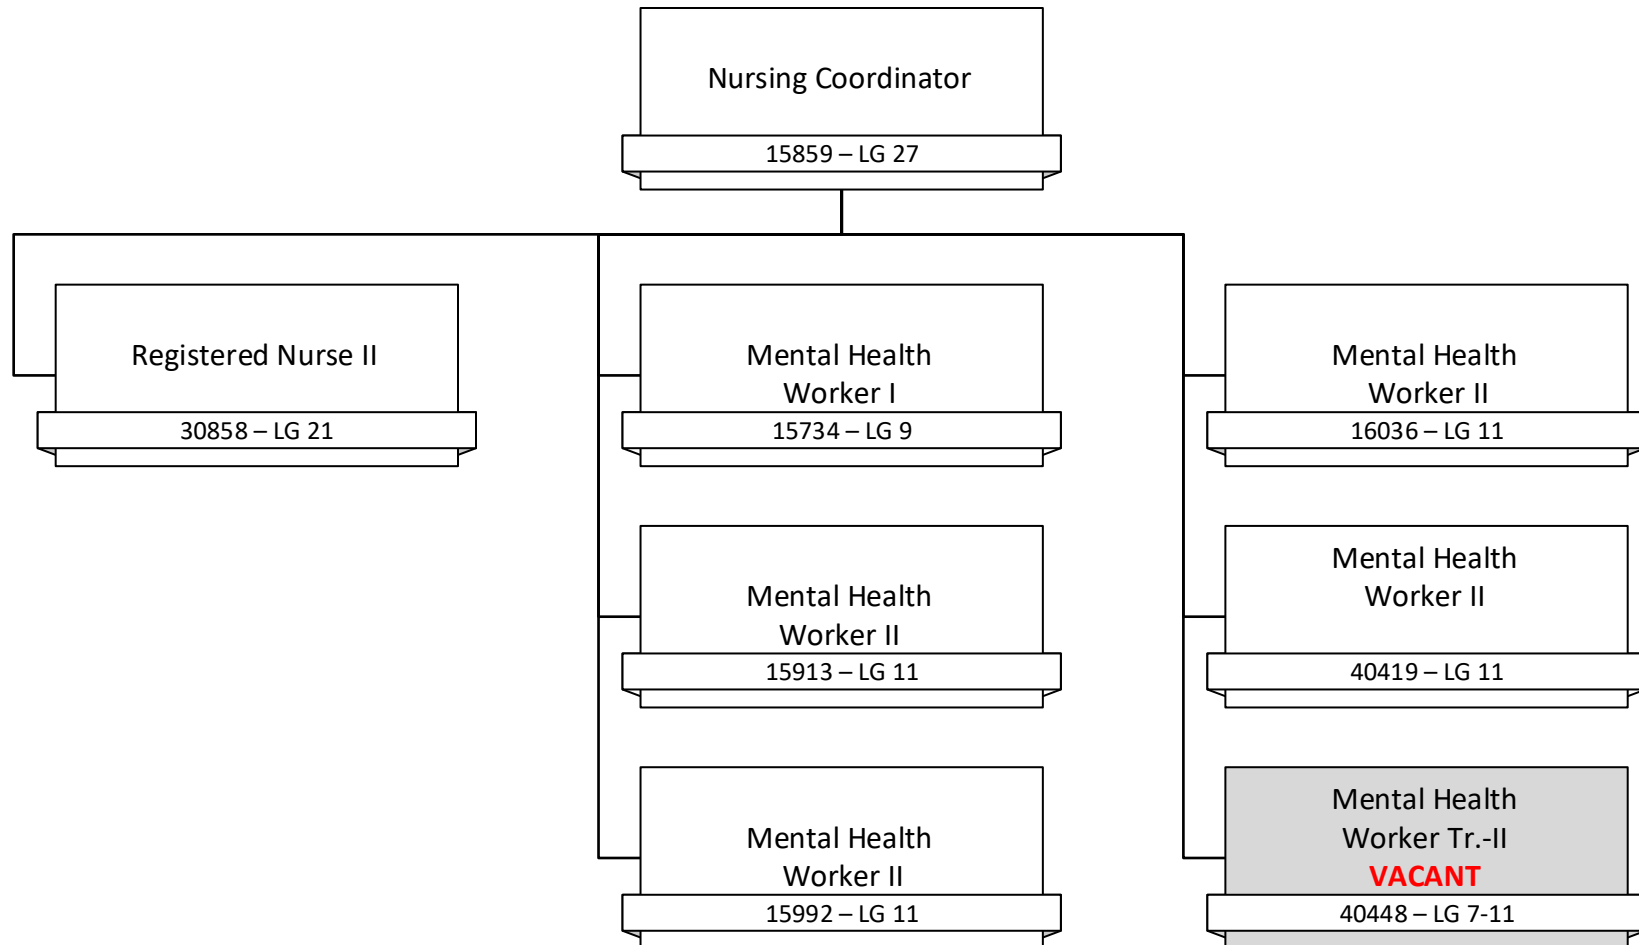 Nursing Coordinator
15859 – LG 27
Registered Nurse II
30858 – LG 21
Mental Health
Worker I
15734 – LG 9
Mental Health
Worker II
16036 – LG 11
Mental Health
Worker II
15913 – LG 11
Mental Health
Worker II
40419 – LG 11
Mental Health
Worker II
15992 – LG 11
Mental Health
Worker Tr.-II
VACANT
40448 – LG 7-11